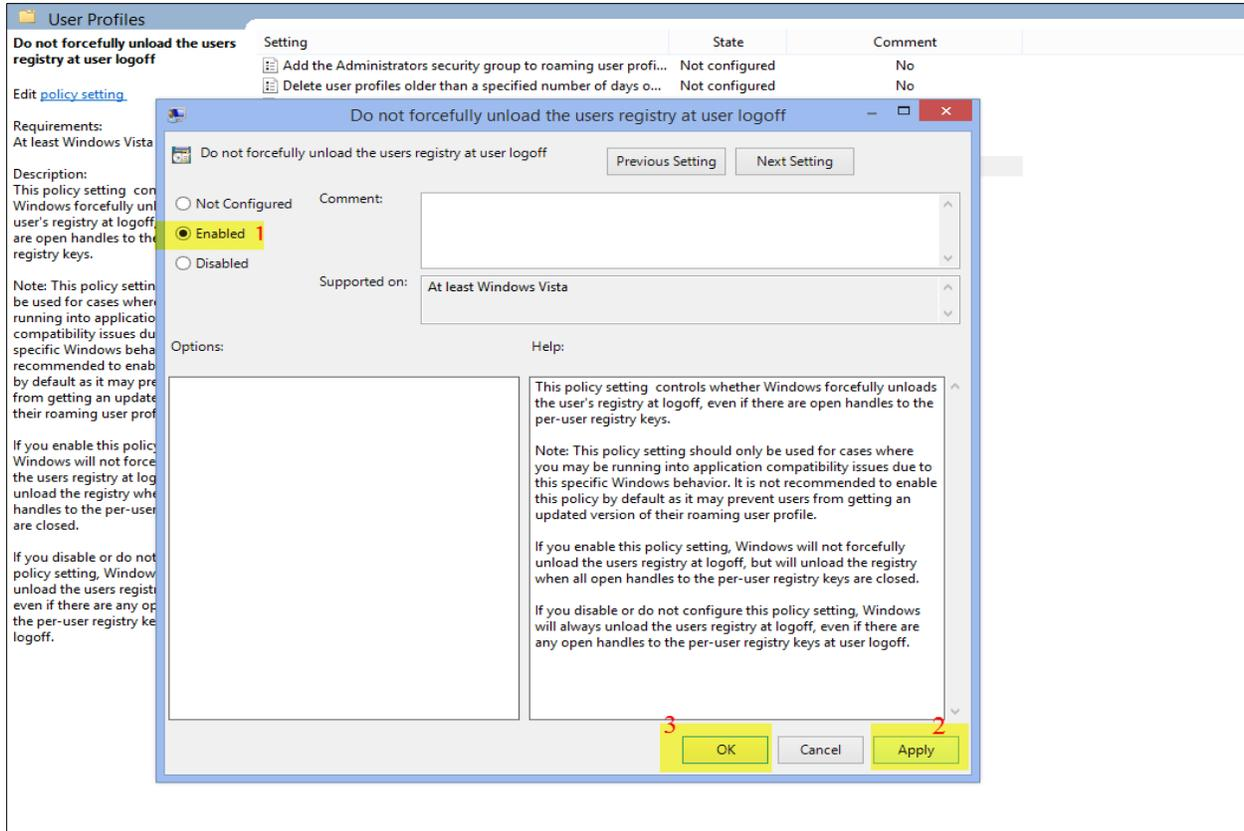 User Profiles
Do not forcefully unload the users
registry at user logoff
Edit policy setting
Requirements:
At least Windows Vista
Description:
This policy setting con
Windows forcefully unl
user's registry at logoff,
are open handles to the
registry keys.
Note: This policy settin
be used for cases where
running into applicatio
compatibility issues du
specific Windows beha
recommended to enab
by default as it may pre
from getting an update
their roaming user prof
If you enable this policy
Windows will not force
the users registry at log
unload the registry whe
handles to the per-user
are closed.
If you disable or do not
policy setting, Window
unload the users registr
even if there are any op
the per-user registry ke
logoff.
Setting State Comment
Add the Administrators security group to roaming user profi... Not configured No
Delete user profiles older than a specified number of days o... Not configured No
Do not forcefully unload the users registry at user logoff
Do not forcefully unload the users registry at user logoff
Previous Setting Next Setting
Not Configured
Enabled 1
Disabled
Comment:
Supported on: At least Windows Vista
Options:
Help:
This policy setting controls whether Windows forcefully unloads
the user's registry at logoff, even if there are open handles to the
per-user registry keys.
Note: This policy setting should only be used for cases where
you may be running into application compatibility issues due to
this specific Windows behavior. It is not recommended to enable
this policy by default as it may prevent users from getting an
updated version of their roaming user profile.
If you enable this policy setting, Windows will not forcefully
unload the users registry at logoff, but will unload the registry
when all open handles to the per-user registry keys are closed.
If you disable or do not configure this policy setting, Windows
will always unload the users registry at logoff, even if there are
any open handles to the per-user registry keys at user logoff.
3 2
OK Cancel Apply